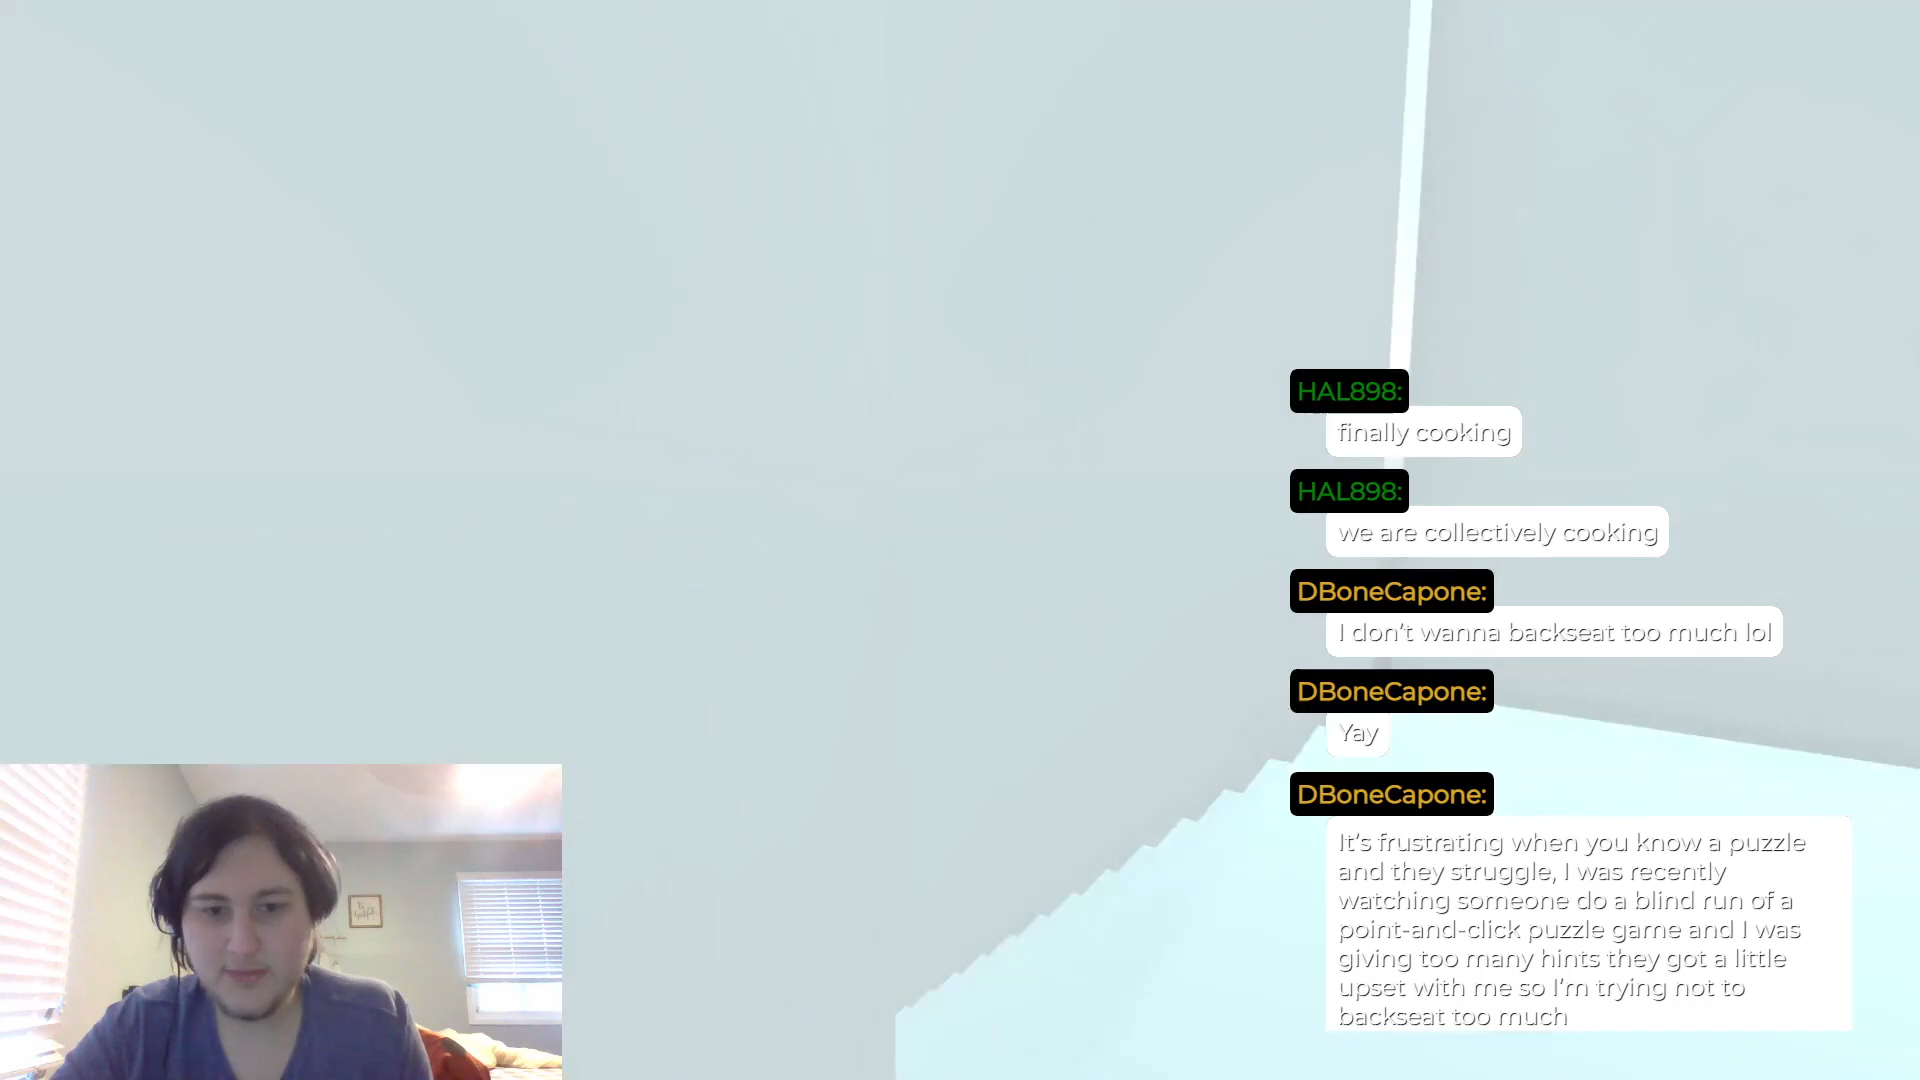 HAL898:
finally cooking
HAL898:
we are collectively cooking
DBoneCapone:
I don't wanna backseat too much lol
DBoneCapone:
Yay
DBoneCapone:
It's frustrating when you know a puzzle
and they struggle, I was recently
watching someone do a blind run of a
point-and-click puzzle game and I was
giving too many hints they got a little
upset with me so I'm trying not to
backseat too much